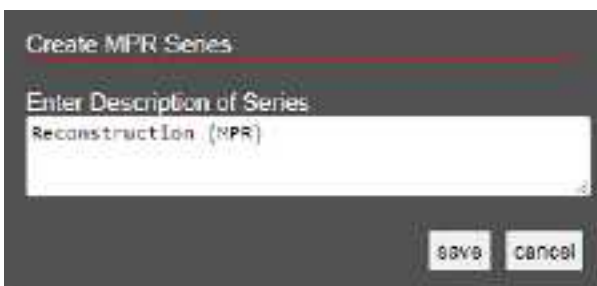 Create MPR Series
Enter Description of Series
Reconstruction (MPR)
save cancel